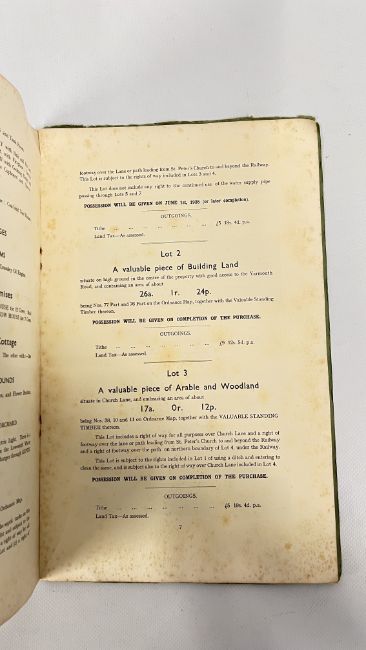 footway over the Lane or path leading from St. Peter's Church to and beyond the Railway.
This Lot is subject to the rights of way included in Lots 3 and 4.
This Lot does not include any right to the continued use of the water supply pipe
passing through Lots 5 and 7.
POSSESSION WILL BE GIVEN ON JUNE 1st, 1938 (or later completion).
OUTGOINGS.
Tithe ... £5 18s. 4d. p.a.
Land Tax—As assessed.
Lot 2
A valuable piece of Building Land
situate on high ground in the centre of the property with good access to the Yarmouth
Road, and containing an area of about
26a. 1r. 24p.
being Nos. 77 Part and 76 Part on the Ordnance Map, together with the Valuable Standing
Timber thereon.
POSSESSION WILL BE GIVEN ON COMPLETION OF THE PURCHASE.
OUTGOINGS.
Tithe ... p.a.
Land Tax—As assessed.
Lot 3
A valuable piece of Arable and Woodland
situate in Church Lane, and embracing an area of about
17a. 0r. 12p.
being Nos. 38, 10 and 11 on Ordnance Map, together with the VALUABLE STANDING
TIMBER thereon.
This Lot includes a right of way for all purposes over Church Lane and a right of
footway over the lane or path leading from St. Peter's Church to and beyond the Railway
and a right of footway over the path on northern boundary of Lot 4 under the Railway.
This Lot is subject to the rights included in Lot 1 of using a ditch and entering to
clean the same, and is subject also to the right of way over Church Lane included in Lot 4.
POSSESSION WILL BE GIVEN ON COMPLETION OF THE PURCHASE.
OUTGOINGS.
Tithe ... £5 18s. 4d. p.a.
Land Tax—As assessed.
7